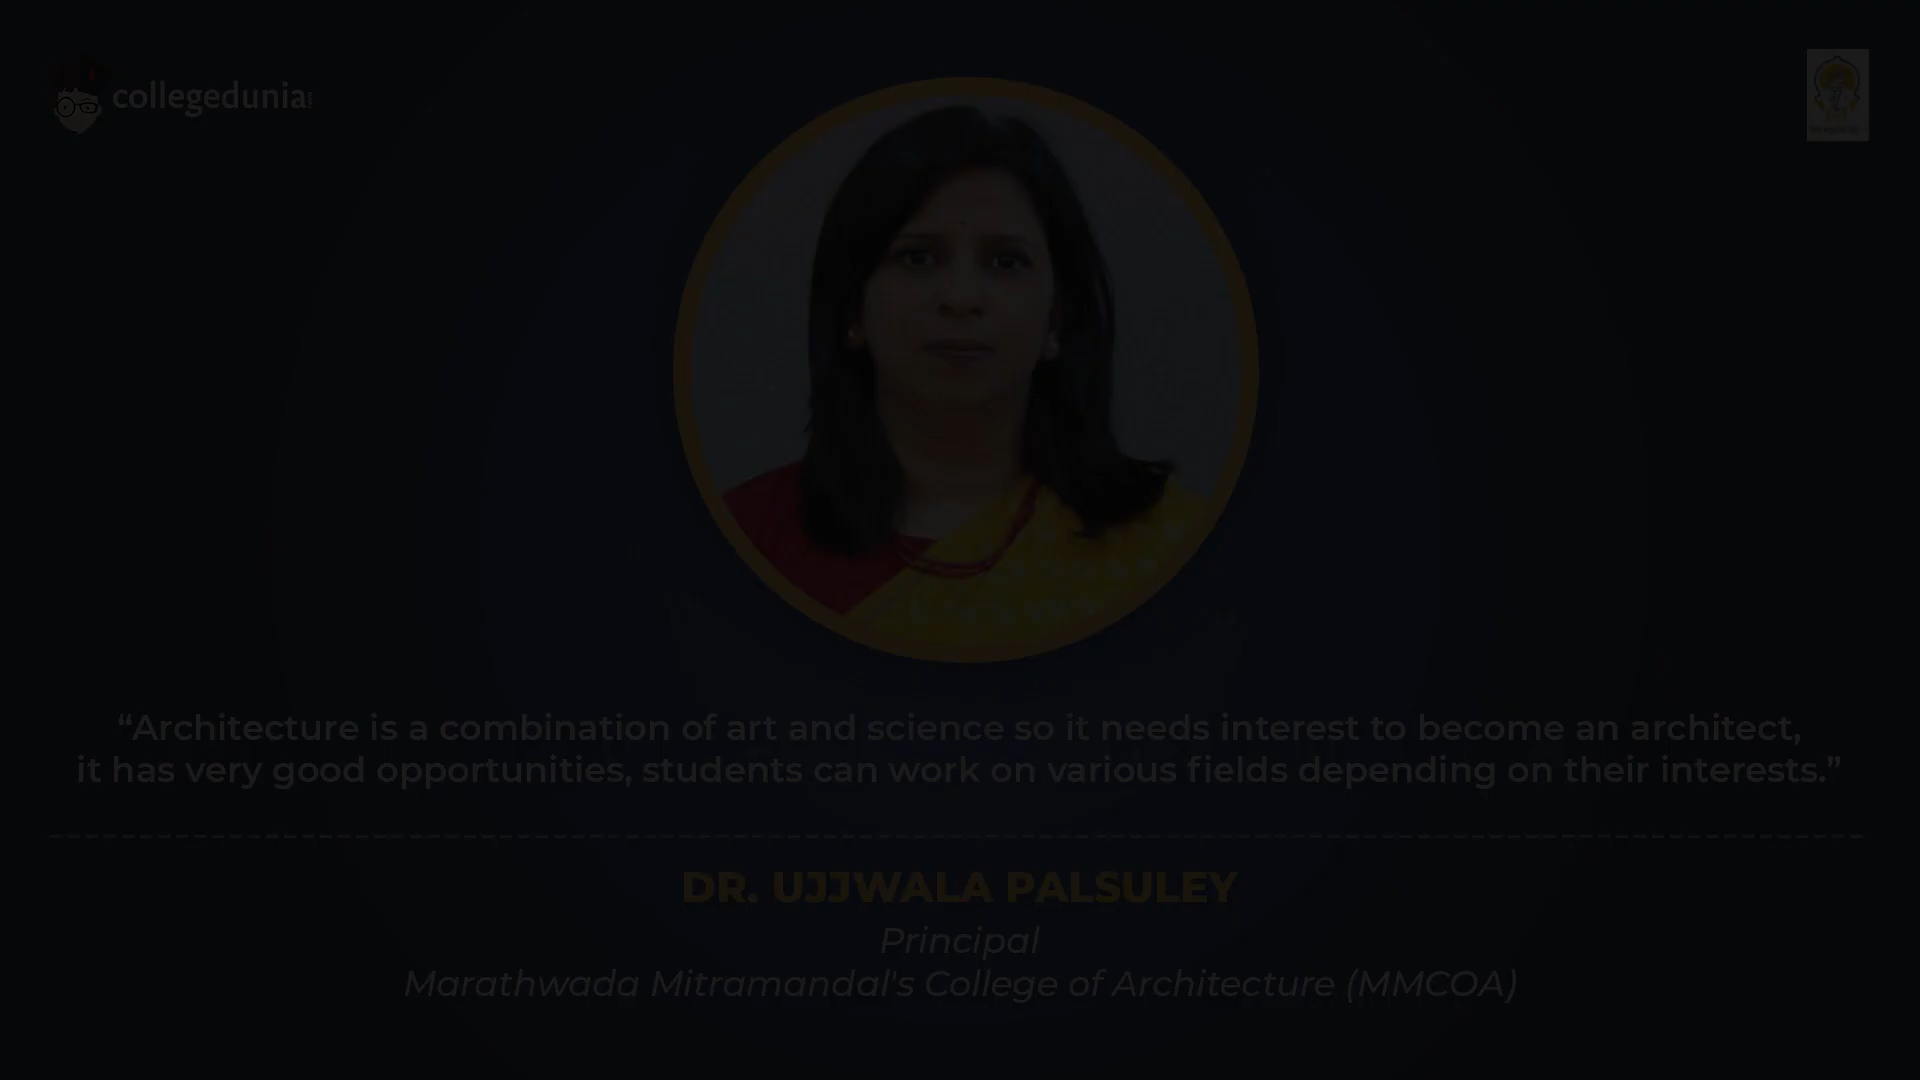 collegedunia
“Architecture is a combination of art and science so it needs interest to become an architect,
it has very good opportunities, students can work on various fields depending on their interests.”
DR. UJJWALA PALSULEY
Principal
Marathwada Mitramandal's College of Architecture (MMCOA)